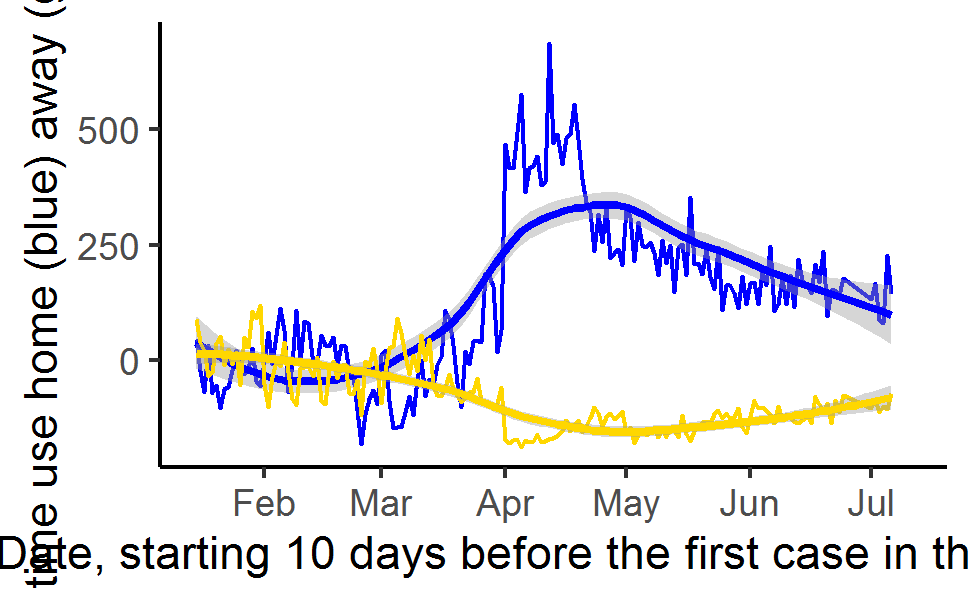 time use home (blue) away (
500
250
0
Feb Mar Apr May Jun Jul
Date, starting 10 days before the first case in th